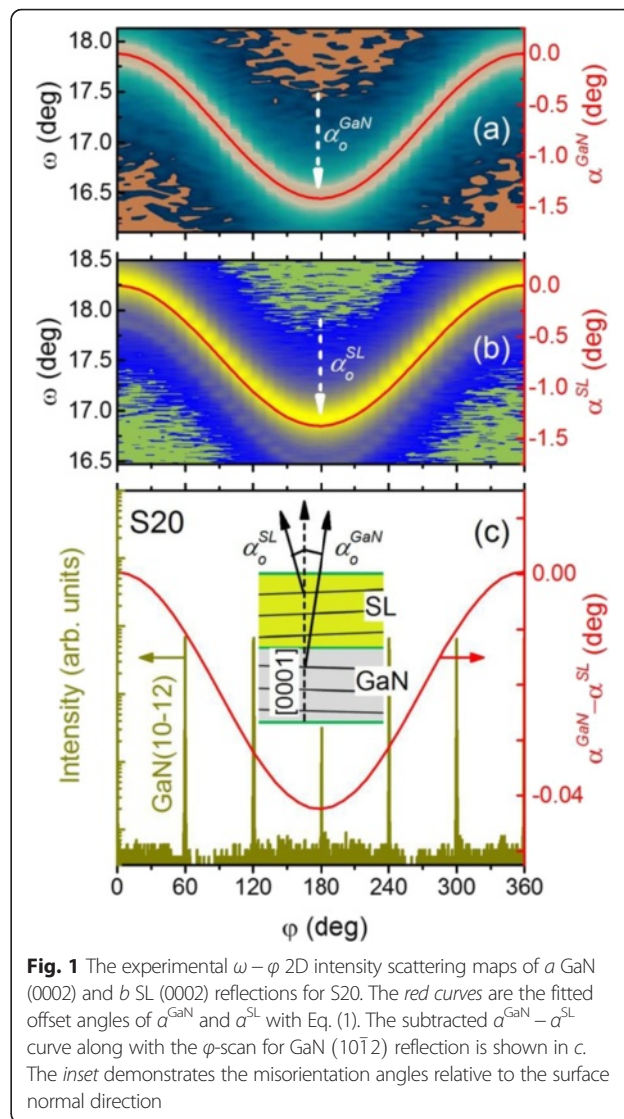 18.0
17.5
17.0
16.5
ω (deg)
(a)
α_o^GaN
0.0
-0.5
-1.0
-1.5
α^GaN (deg)
18.5
18.0
17.5
17.0
16.5
ω (deg)
(b)
α_o^SL
0.0
-0.5
-1.0
-1.5
α^SL (deg)
S20
(c)
α_o^SL
α_o^GaN
SL
GaN
[0001]
Intensity (arb. units)
GaN(10-12)
0.00
-0.04
α^GaN−α^SL (deg)
0 60 120 180 240 300 360
φ (deg)
Fig. 1 The experimental ω − φ 2D intensity scattering maps of a GaN
(0002) and b SL (0002) reflections for S20. The red curves are the fitted
offset angles of α^GaN and α^SL with Eq. (1). The subtracted α^GaN − α^SL
curve along with the φ-scan for GaN (101̄2) reflection is shown in c.
The inset demonstrates the misorientation angles relative to the surface
normal direction